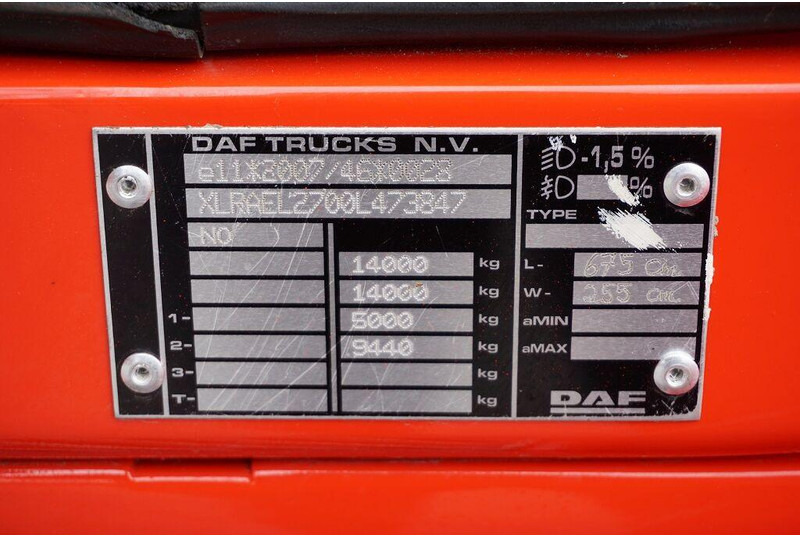 DAF TRUCKS N.V.
e11*2007/46*0023
XLRAEL2700L473847
NO
14000 kg
14000 kg
1- 5000 kg
2- 9440 kg
3- kg
T- kg
-1,5 %
%
TYPE
L- 675 cm
W- 255 cm.
aMIN
aMAX
DAF